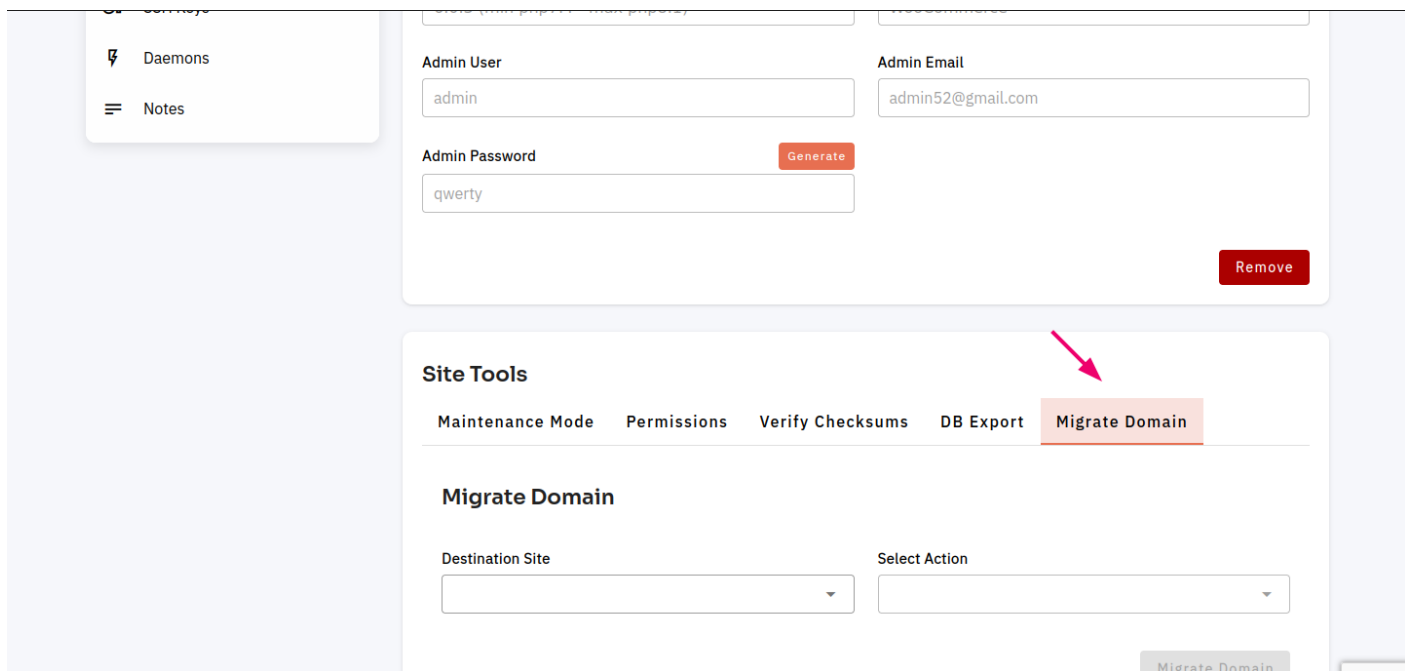 Daemons
Notes
Admin User
Admin Email
admin
admin52@gmail.com
Admin Password
Generate
qwerty
Remove
Site Tools
Maintenance Mode Permissions Verify Checksums DB Export Migrate Domain
Migrate Domain
Destination Site
Select Action
Migrate Domain